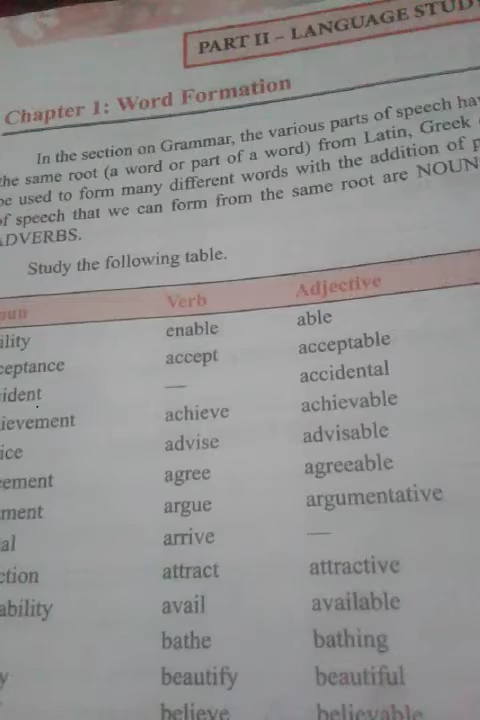 PART II – LANGUAGE STUD
Chapter 1: Word Formation
In the section on Grammar, the various parts of speech ha
the same root (a word or part of a word) from Latin, Greek
be used to form many different words with the addition of p
of speech that we can form from the same root are NOUN
ADVERBS.
Study the following table.
oun Verb Adjective
ility enable able
ceptance accept acceptable
ident — accidental
ievement achieve achievable
ice advise advisable
eement agree agreeable
ment argue argumentative
al arrive —
ction attract attractive
ability avail available
bathe bathing
y beautify beautiful
believe believable